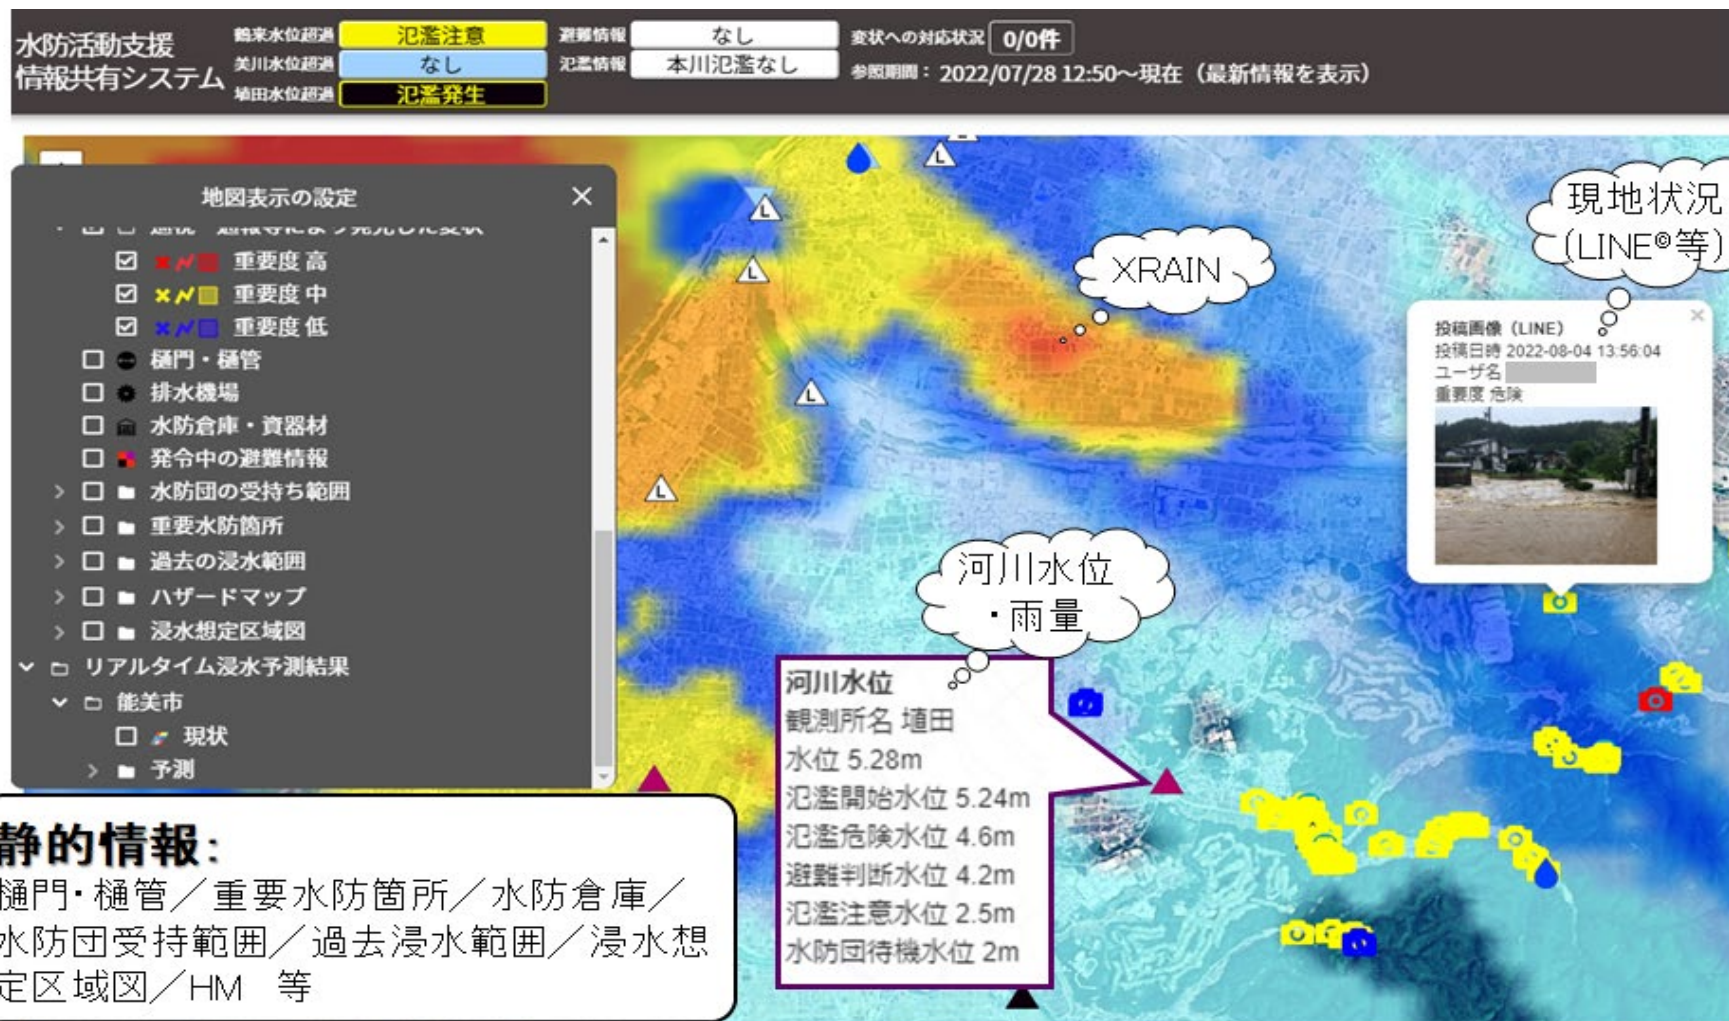 水防活動支援
情報共有システム
鶴来水位超過 氾濫注意
美川水位超過 なし
埴田水位超過 氾濫発生
避難情報 なし
氾濫情報 本川氾濫なし
変状への対応状況 0/0件
参照期間： 2022/07/28 12:50～現在（最新情報を表示）
地図表示の設定
重要度 高
重要度 中
重要度 低
樋門・樋管
排水機場
水防倉庫・資器材
発令中の避難情報
水防団の受持ち範囲
重要水防箇所
過去の浸水範囲
ハザードマップ
浸水想定区域図
リアルタイム浸水予測結果
能美市
現状
予測
静的情報：
樋門・樋管／重要水防箇所／水防倉庫／
水防団受持範囲／過去浸水範囲／浸水想
定区域図／HM 等
L
L
L
L
L
XRAIN
河川水位
・雨量
河川水位
観測所名 埴田
水位 5.28m
氾濫開始水位 5.24m
氾濫危険水位 4.6m
避難判断水位 4.2m
氾濫注意水位 2.5m
水防団待機水位 2m
現地状況
(LINE®等)
投稿画像（LINE）
投稿日時 2022-08-04 13:56:04
ユーザ名
重要度 危険